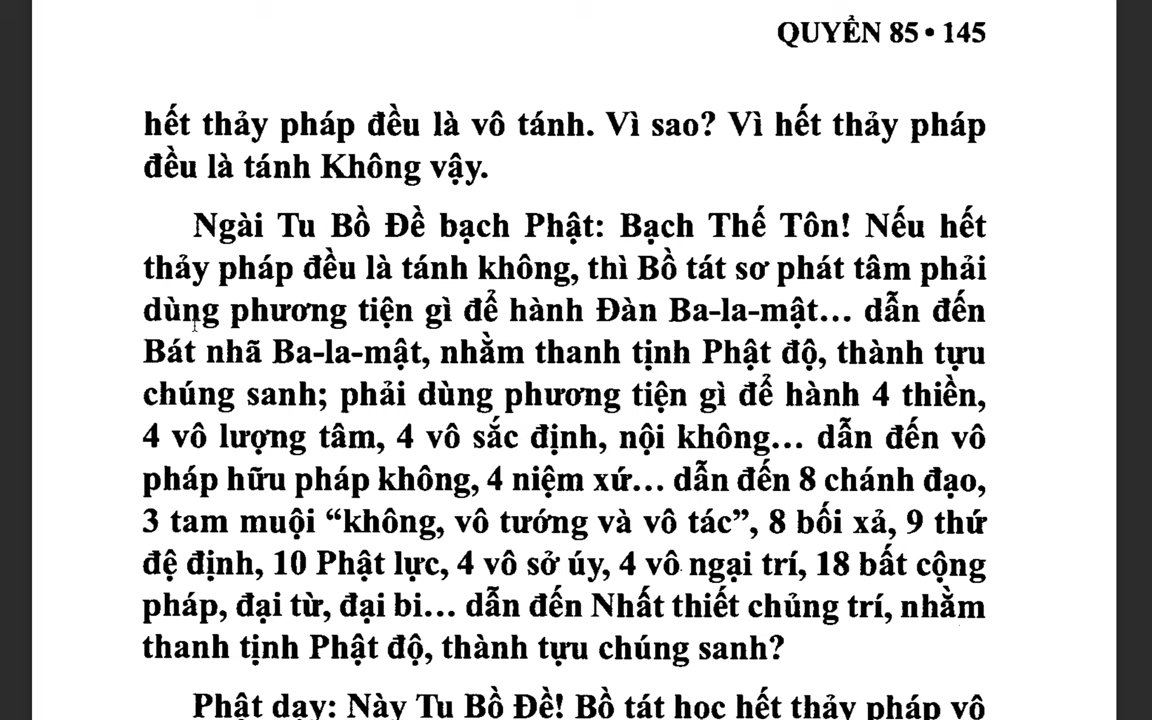 QUYỂN 85 • 145
hết thảy pháp đều là vô tánh. Vì sao? Vì hết thảy pháp
đều là tánh Không vậy.
Ngài Tu Bồ Đề bạch Phật: Bạch Thế Tôn! Nếu hết
thảy pháp đều là tánh không, thì Bồ tát sơ phát tâm phải
dùng phương tiện gì để hành Đàn Ba-la-mật... dẫn đến
Bát nhã Ba-la-mật, nhằm thanh tịnh Phật độ, thành tựu
chúng sanh; phải dùng phương tiện gì để hành 4 thiền,
4 vô lượng tâm, 4 vô sắc định, nội không... dẫn đến vô
pháp hữu pháp không, 4 niệm xứ... dẫn đến 8 chánh đạo,
3 tam muội “không, vô tướng và vô tác”, 8 bối xả, 9 thứ
đệ định, 10 Phật lực, 4 vô sở úy, 4 vô ngại trí, 18 bất cộng
pháp, đại từ, đại bi... dẫn đến Nhất thiết chủng trí, nhằm
thanh tịnh Phật độ, thành tựu chúng sanh?
Phật dạy: Này Tu Bồ Đề! Bồ tát học hết thảy pháp vô